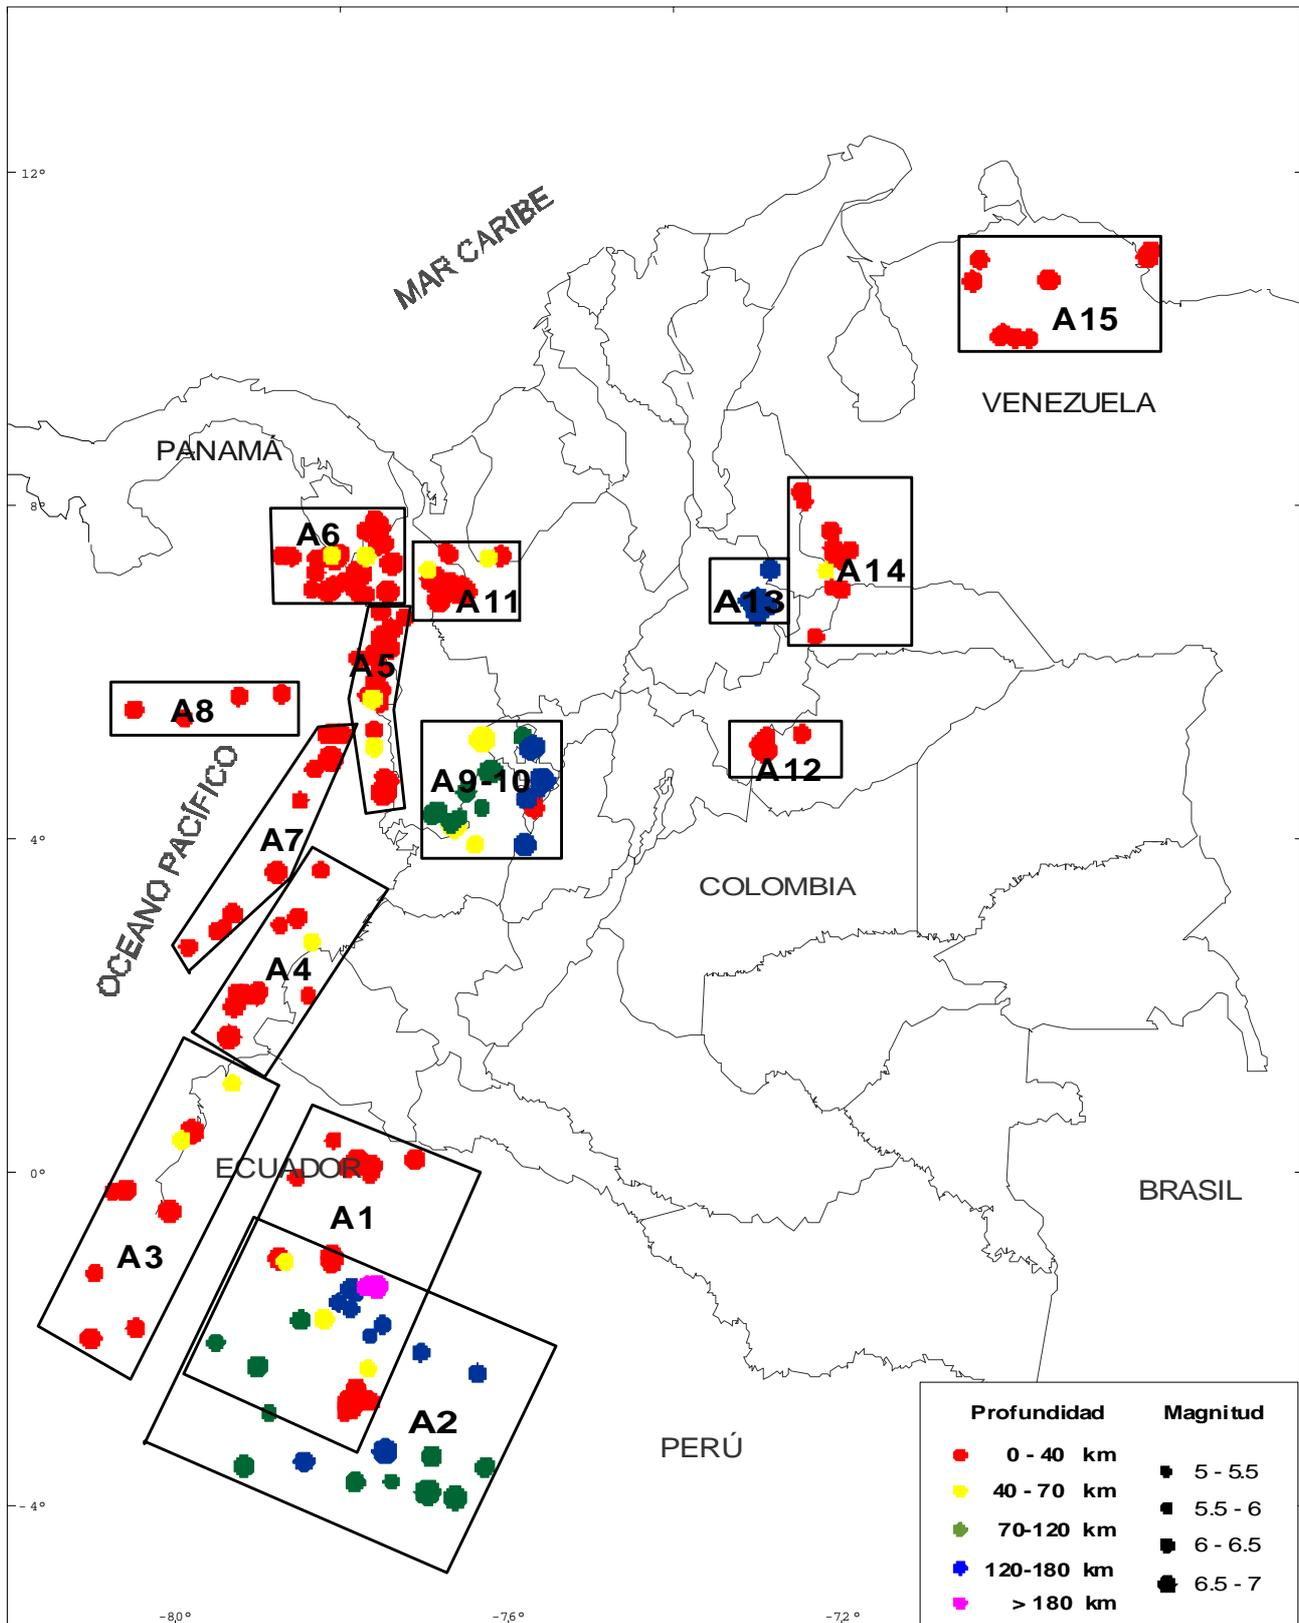 12°
MAR CARIBE
A15
VENEZUELA
PANAMÁ
8°
A6
A14
A13
A11
A5
A8
A12
A9-10
OCEANO PACÍFICO
4°
A7
COLOMBIA
A4
ECUADOR
0°
BRASIL
A1
A3
A2
PERÚ
-4°
Profundidad
0 - 40 km
40 - 70 km
70-120 km
120-180 km
> 180 km
Magnitud
5 - 5.5
5.5 - 6
6 - 6.5
6.5 - 7
-8,0°
-7,6°
-7,2°